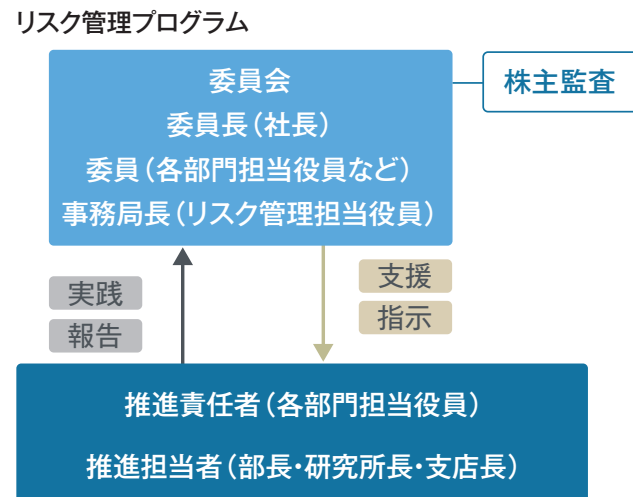 リスク管理プログラム
委員会
株主監査
委員長(社長)
委員(各部門担当役員など)
事務局長(リスク管理担当役員)
実践
報告
支援
指示
推進責任者(各部門担当役員)
推進担当者(部長・研究所長・支店長)